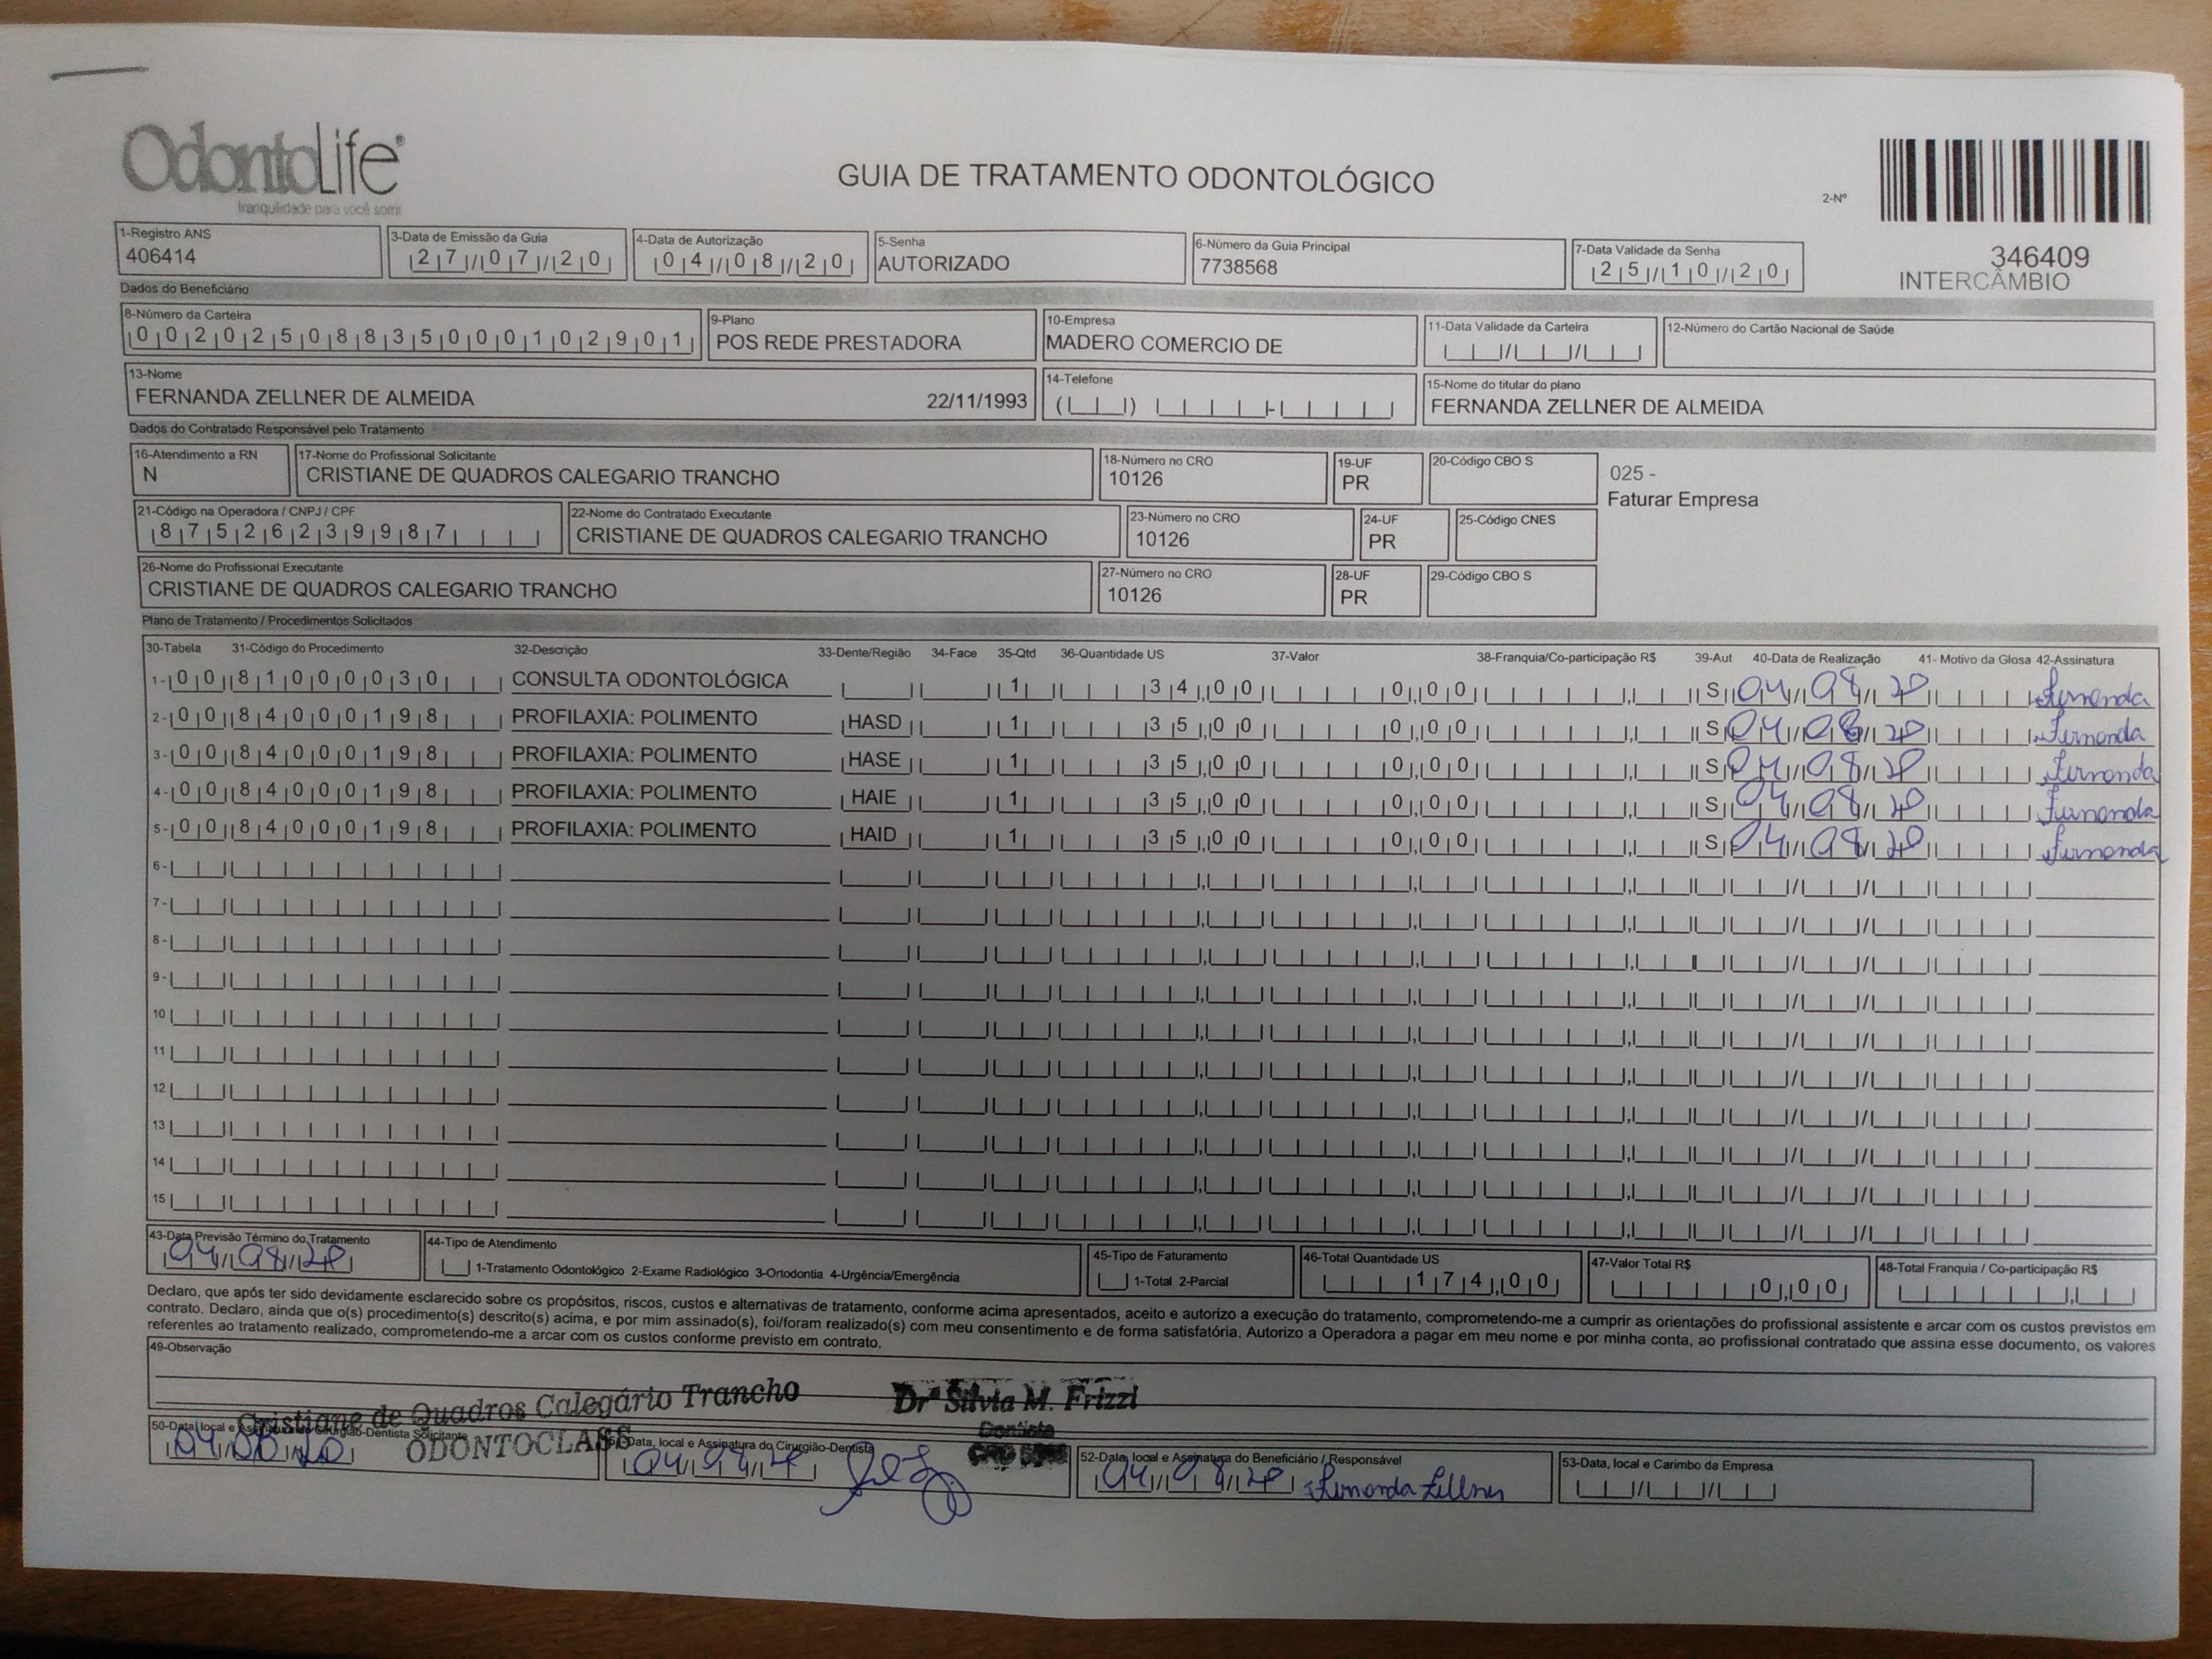 OdontoLife®
tranquilidade para você sorrir
GUIA DE TRATAMENTO ODONTOLÓGICO
2-Nº
346409
INTERCÂMBIO
1-Registro ANS
406414
3-Data de Emissão da Guia
27/07/20
4-Data de Autorização
04/08/20
5-Senha
AUTORIZADO
6-Número da Guia Principal
7738568
7-Data Validade da Senha
25/10/20
Dados do Beneficiário
8-Número da Carteira
00202508835000102901
9-Plano
POS REDE PRESTADORA
10-Empresa
MADERO COMERCIO DE
11-Data Validade da Carteira
12-Número do Cartão Nacional de Saúde
13-Nome
FERNANDA ZELLNER DE ALMEIDA 22/11/1993
14-Telefone
15-Nome do titular do plano
FERNANDA ZELLNER DE ALMEIDA
Dados do Contratado Responsável pelo Tratamento
16-Atendimento a RN
N
17-Nome do Profissional Solicitante
CRISTIANE DE QUADROS CALEGARIO TRANCHO
18-Número no CRO
10126
19-UF
PR
20-Código CBO S
025 -
Faturar Empresa
21-Código na Operadora / CNPJ / CPF
87526239987
22-Nome do Contratado Executante
CRISTIANE DE QUADROS CALEGARIO TRANCHO
23-Número no CRO
10126
24-UF
PR
25-Código CNES
26-Nome do Profissional Executante
CRISTIANE DE QUADROS CALEGARIO TRANCHO
27-Número no CRO
10126
28-UF
PR
29-Código CBO S
Plano de Tratamento / Procedimentos Solicitados
30-Tabela 31-Código do Procedimento 32-Descrição 33-Dente/Região 34-Face 35-Qtd 36-Quantidade US 37-Valor 38-Franquia/Co-participação R$ 39-Aut 40-Data de Realização 41- Motivo da Glosa 42-Assinatura
1- 00 81000030 CONSULTA ODONTOLÓGICA 1 34,00 0,00 S 04/08/20 Fernanda
2- 00 84000198 PROFILAXIA: POLIMENTO HASD 1 35,00 0,00 S 04/08/20 Fernanda
3- 00 84000198 PROFILAXIA: POLIMENTO HASE 1 35,00 0,00 S 04/08/20 Fernanda
4- 00 84000198 PROFILAXIA: POLIMENTO HAIE 1 35,00 0,00 S 04/08/20 Fernanda
5- 00 84000198 PROFILAXIA: POLIMENTO HAID 1 35,00 0,00 S 04/08/20 Fernanda
6-
7-
8-
9-
10
11
12
13
14
15
43-Data Previsão Término do Tratamento
04/08/20
44-Tipo de Atendimento
1-Tratamento Odontológico 2-Exame Radiológico 3-Ortodontia 4-Urgência/Emergência
45-Tipo de Faturamento
1-Total 2-Parcial
46-Total Quantidade US
174,00
47-Valor Total R$
0,00
48-Total Franquia / Co-participação R$
Declaro, que após ter sido devidamente esclarecido sobre os propósitos, riscos, custos e alternativas de tratamento, conforme acima apresentados, aceito e autorizo a execução do tratamento, comprometendo-me a cumprir as orientações do profissional assistente e arcar com os custos previstos em
contrato. Declaro, ainda que o(s) procedimento(s) descrito(s) acima, e por mim assinado(s), foi/foram realizado(s) com meu consentimento e de forma satisfatória. Autorizo a Operadora a pagar em meu nome e por minha conta, ao profissional contratado que assina esse documento, os valores
referentes ao tratamento realizado, comprometendo-me a arcar com os custos conforme previsto em contrato.
49-Observação
Cristiane de Quadros Calegário Trancho
ODONTOCLASS
Drª Silvia M. Frizzi
Dentista
CRO
50-Data, local e Assinatura do Cirurgião-Dentista Solicitante
04/08/20
51-Data, local e Assinatura do Cirurgião-Dentista
04/08/20
52-Data, local e Assinatura do Beneficiário / Responsável
04/08/20 Fernanda Zellner
53-Data, local e Carimbo da Empresa